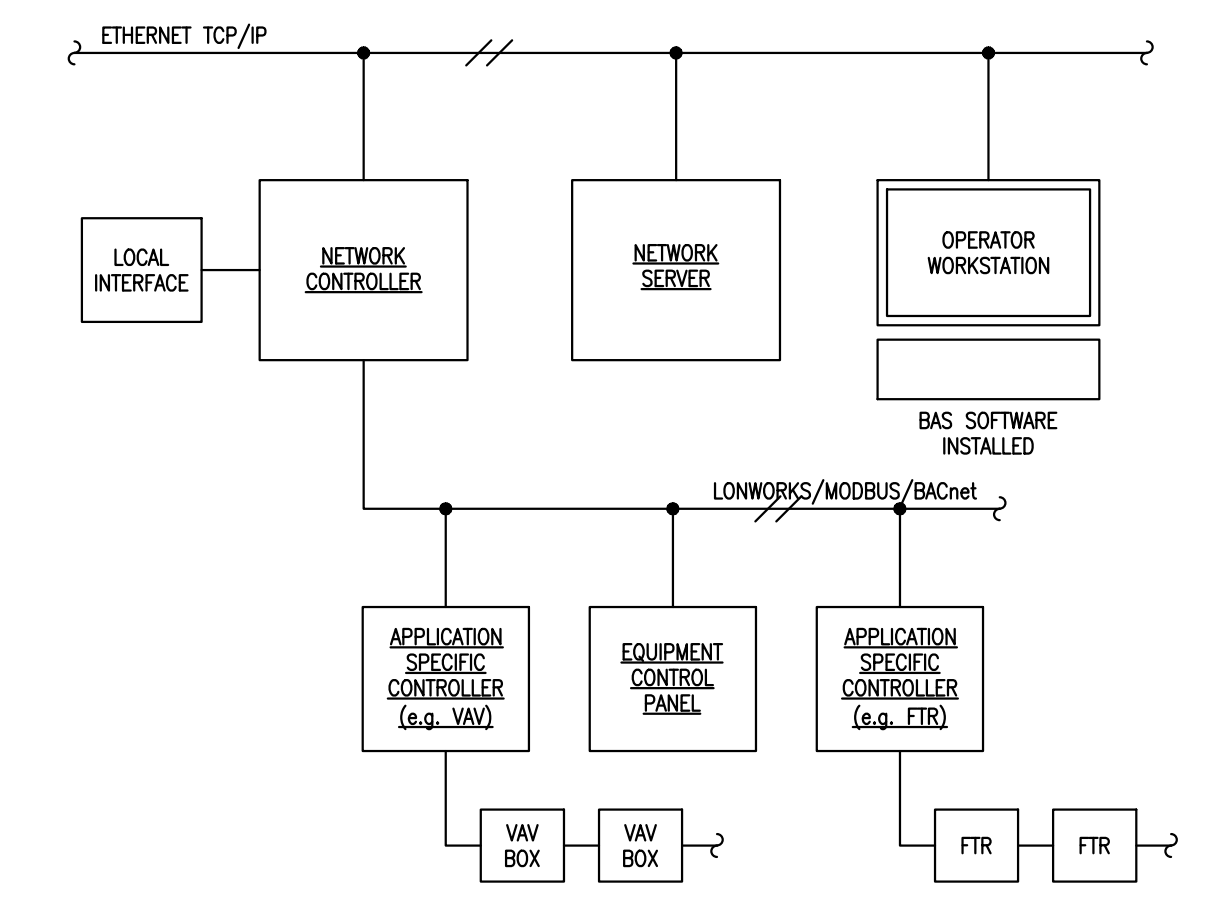 ETHERNET TCP/IP
LOCAL
INTERFACE
NETWORK
CONTROLLER
NETWORK
SERVER
OPERATOR
WORKSTATION
BAS SOFTWARE
INSTALLED
LONWORKS/MODBUS/BACnet
APPLICATION
SPECIFIC
CONTROLLER
(e.g. VAV)
EQUIPMENT
CONTROL
PANEL
APPLICATION
SPECIFIC
CONTROLLER
(e.g. FTR)
VAV
BOX
VAV
BOX
FTR
FTR